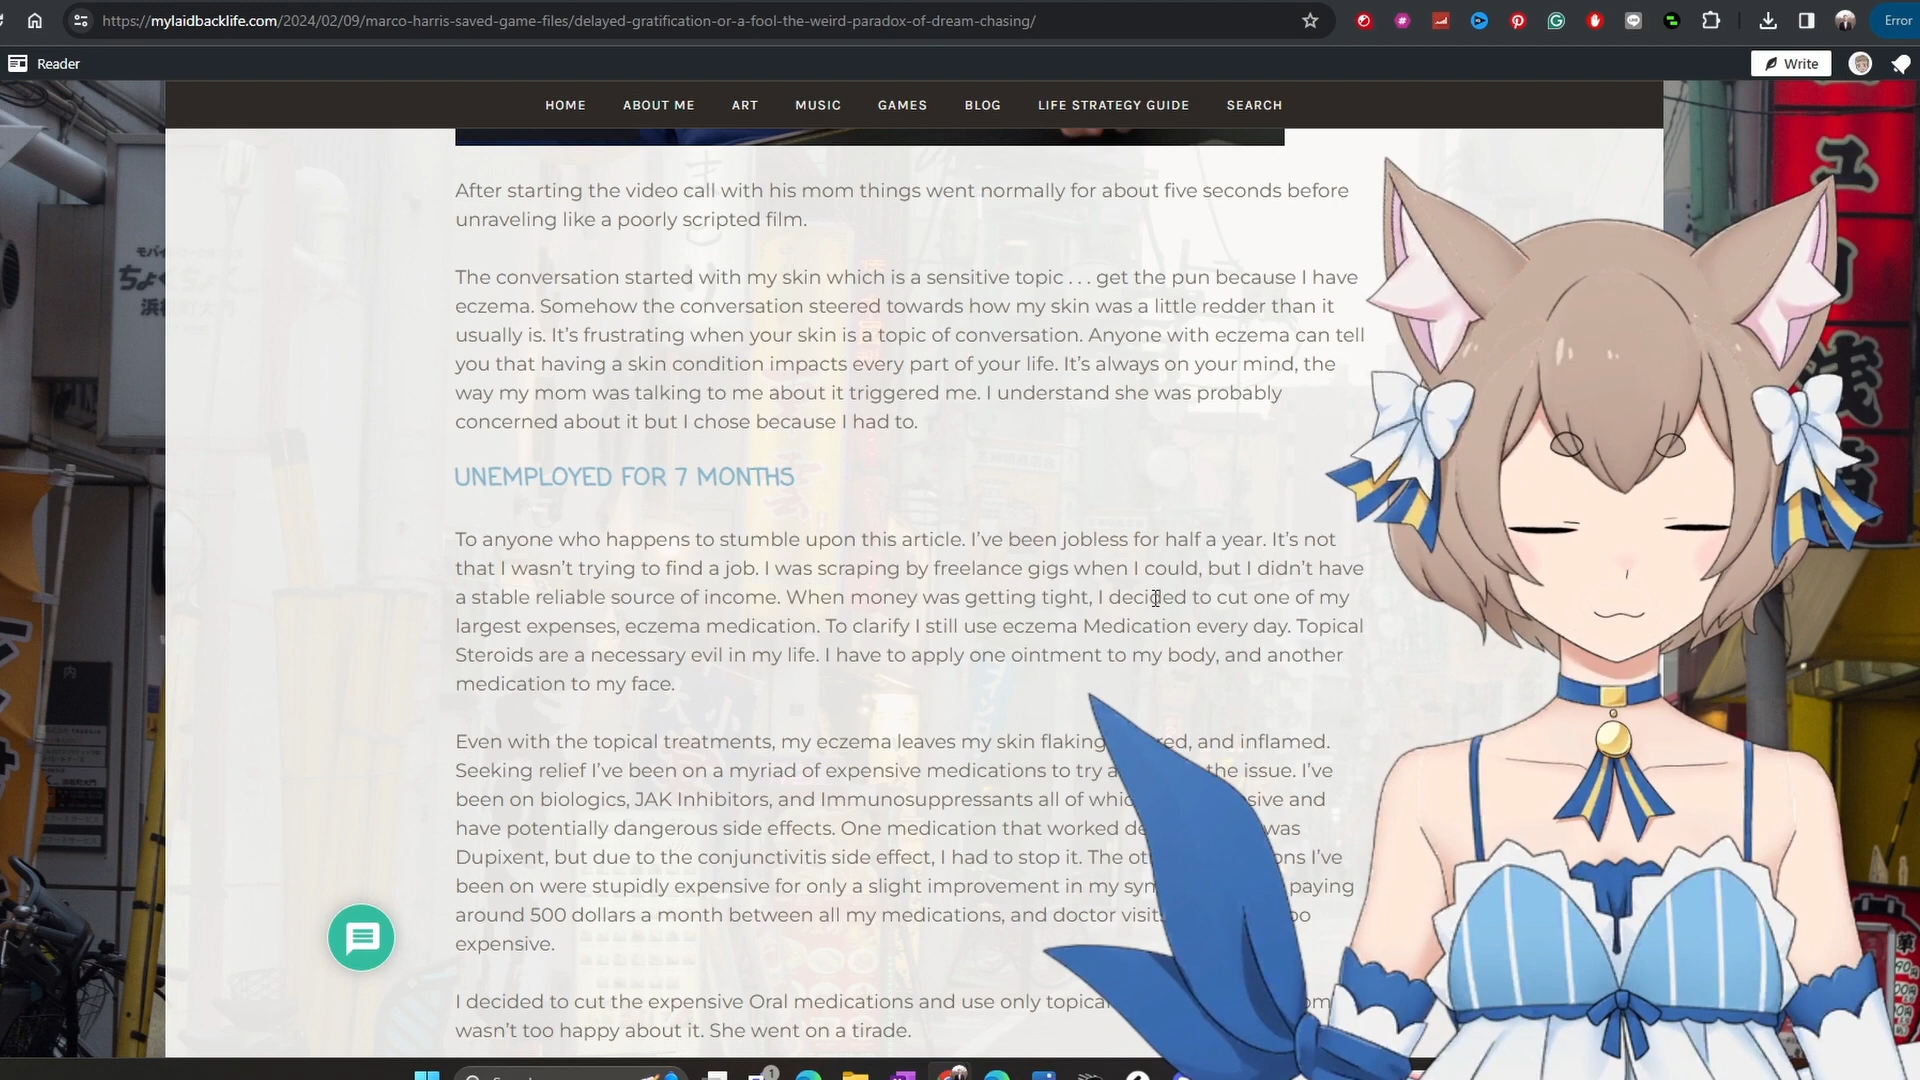 https://mylaidbacklife.com/2024/02/09/marco-harris-saved-game-files/delayed-gratification-or-a-fool-the-weird-paradox-of-dream-chasing/
Error
Reader
Write
HOME ABOUT ME ART MUSIC GAMES BLOG LIFE STRATEGY GUIDE SEARCH
After starting the video call with his mom things went normally for about five seconds before
unraveling like a poorly scripted film.
The conversation started with my skin which is a sensitive topic . . . get the pun because I have
eczema. Somehow the conversation steered towards how my skin was a little redder than it
usually is. It’s frustrating when your skin is a topic of conversation. Anyone with eczema can tell
you that having a skin condition impacts every part of your life. It’s always on your mind, the
way my mom was talking to me about it triggered me. I understand she was probably
concerned about it but I chose because I had to.
UNEMPLOYED FOR 7 MONTHS
To anyone who happens to stumble upon this article. I’ve been jobless for half a year. It’s not
that I wasn’t trying to find a job. I was scraping by freelance gigs when I could, but I didn’t have
a stable reliable source of income. When money was getting tight, I decided to cut one of my
largest expenses, eczema medication. To clarify I still use eczema Medication every day. Topical
Steroids are a necessary evil in my life. I have to apply one ointment to my body, and another
medication to my face.
Even with the topical treatments, my eczema leaves my skin flaking red, and inflamed.
Seeking relief I’ve been on a myriad of expensive medications to try a the issue. I’ve
been on biologics, JAK Inhibitors, and Immunosuppressants all of sive and
have potentially dangerous side effects. One medication that worked was
Dupixent, but due to the conjunctivitis side effect, I had to stop it. The ons I’ve
been on were stupidly expensive for only a slight improvement in my paying
around 500 dollars a month between all my medications, and doctor
expensive.
I decided to cut the expensive Oral medications and use only topical
wasn’t too happy about it. She went on a tirade.